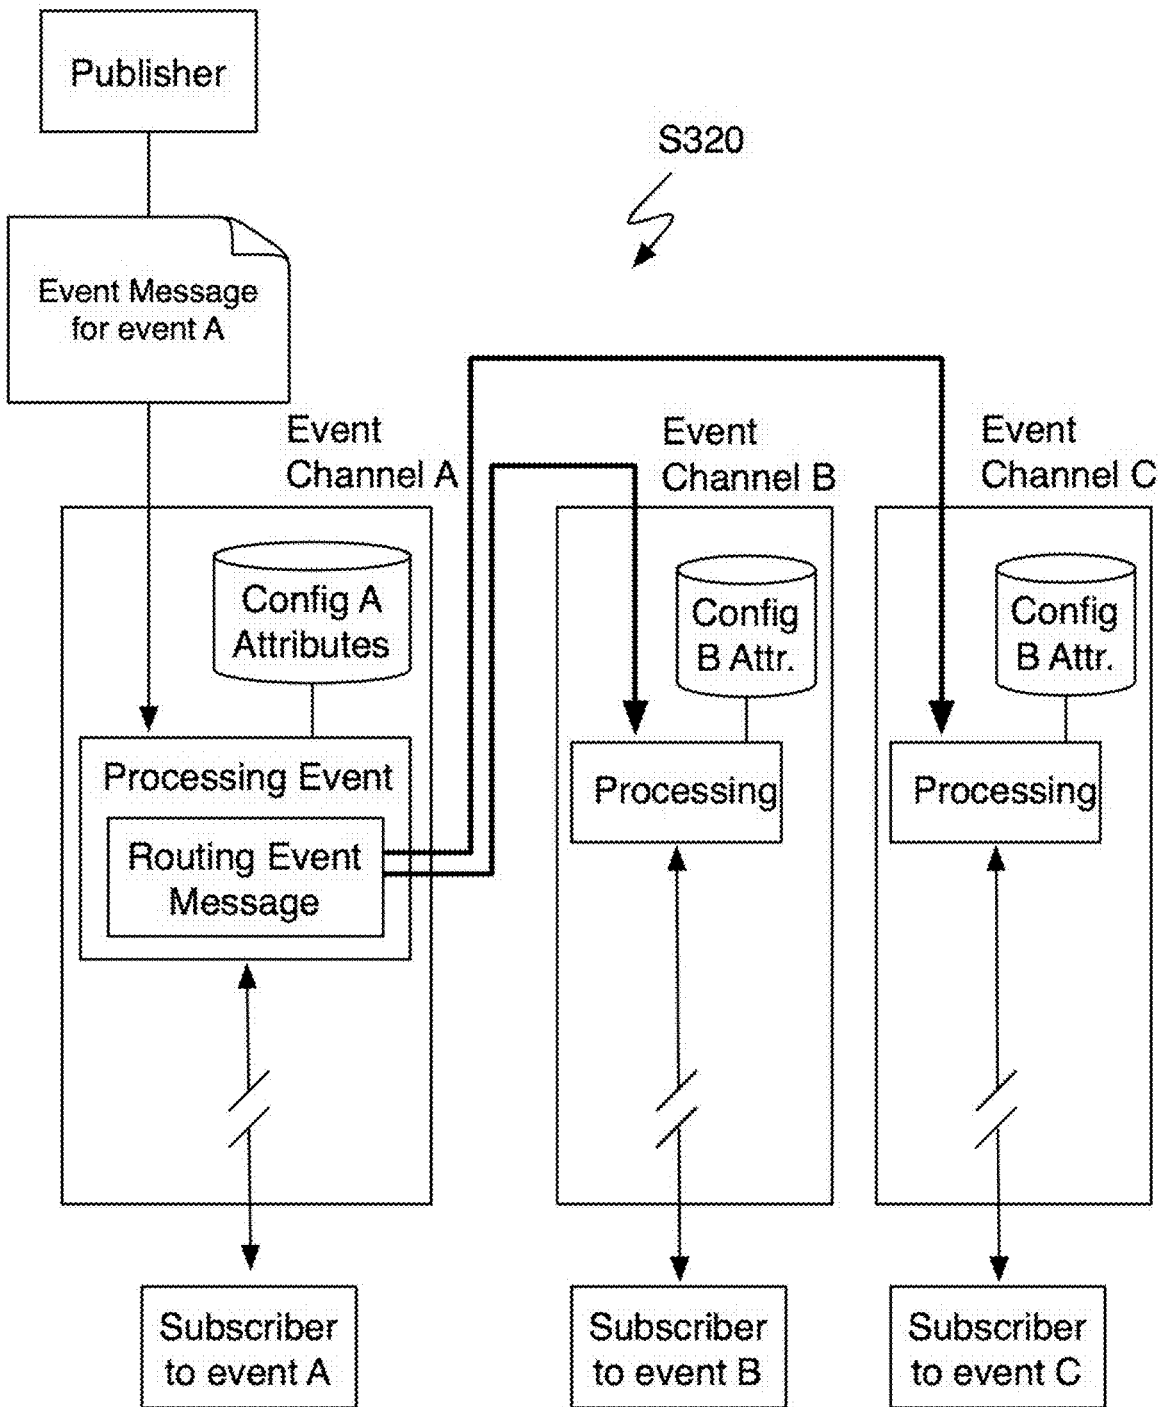 Publisher
S320
Event Message
for event A
Event
Channel A
Event
Channel B
Event
Channel C
Config A
Attributes
Config
B Attr.
Config
B Attr.
Processing Event
Routing Event
Message
Processing
Processing
Subscriber
to event A
Subscriber
to event B
Subscriber
to event C